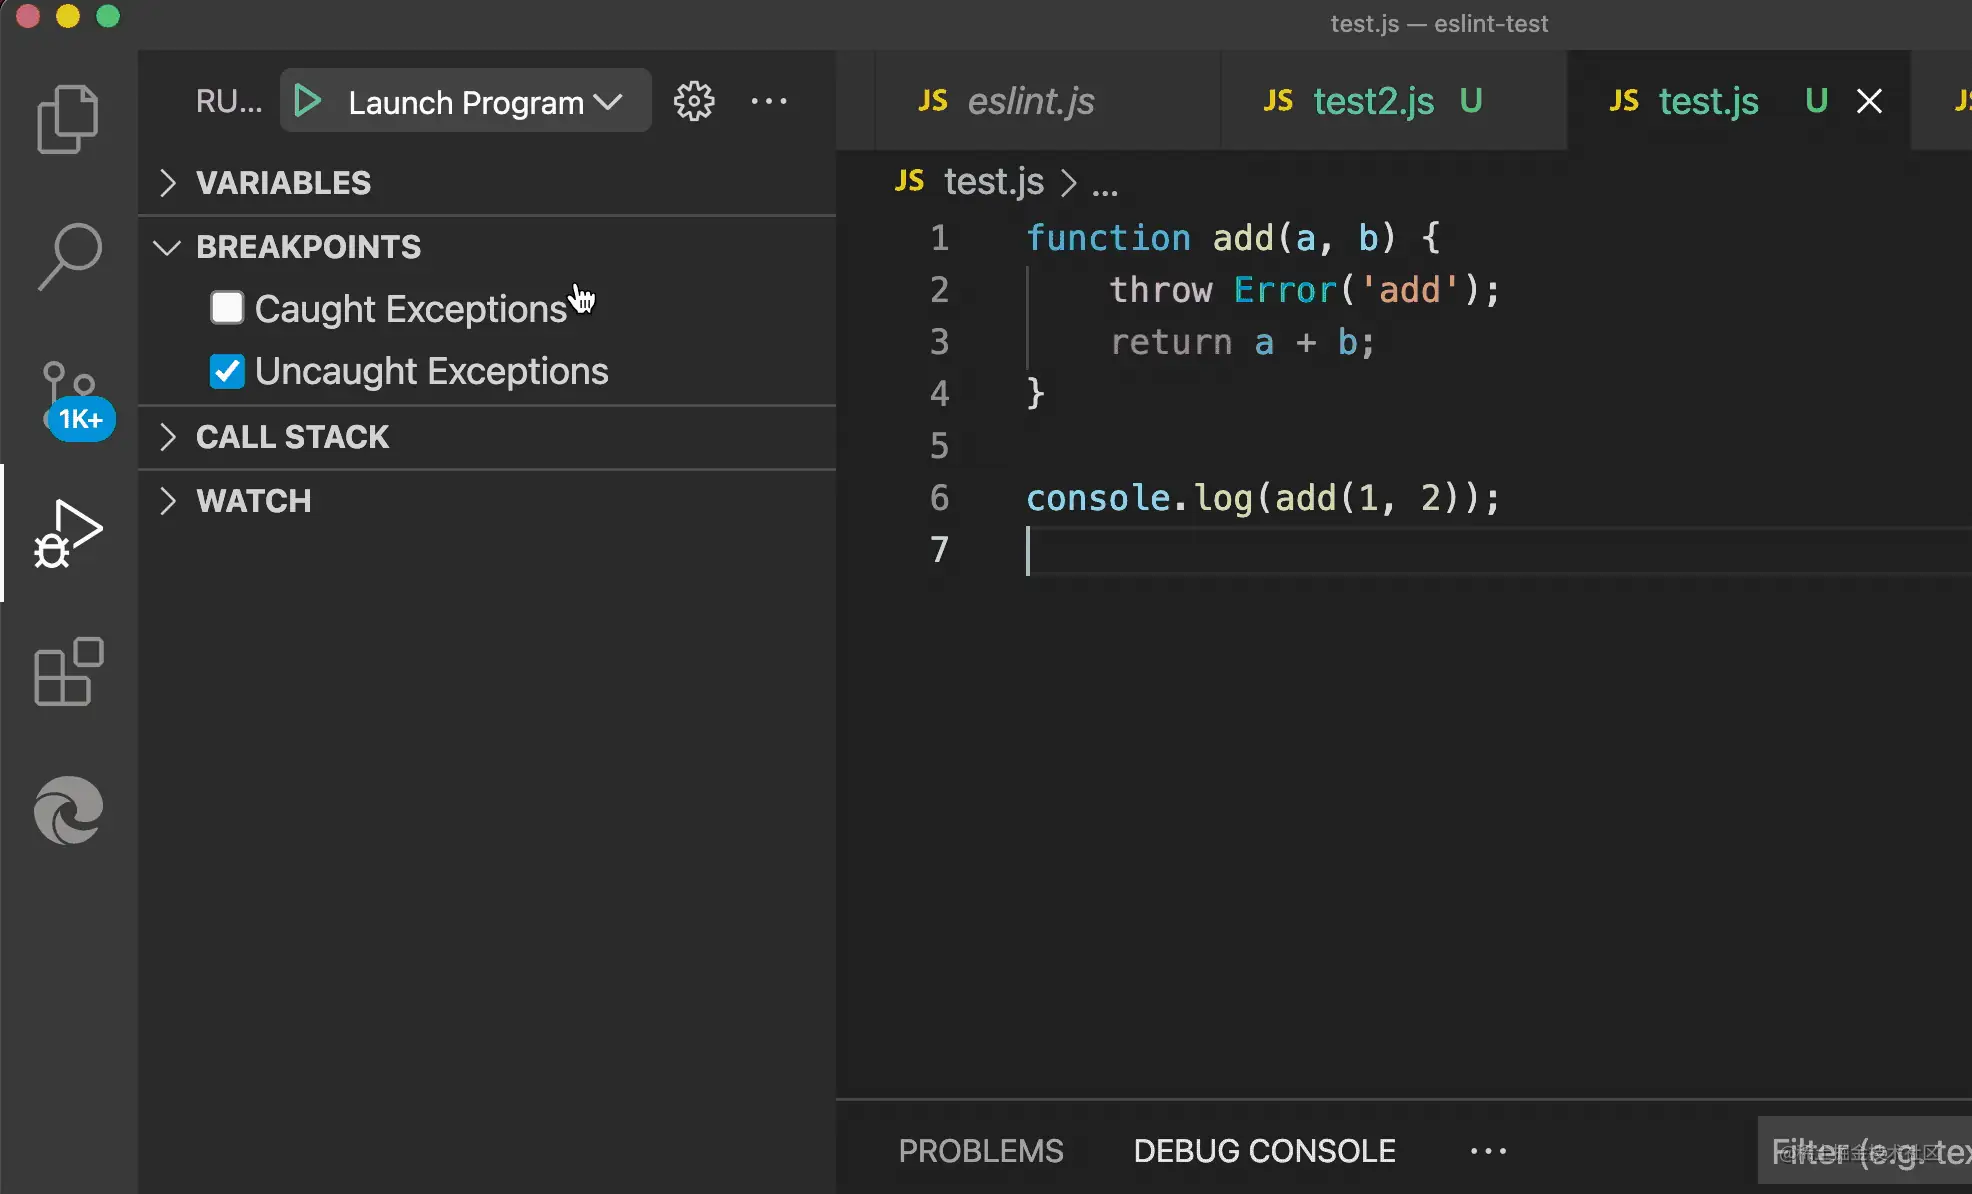 test.js — eslint-test
RU... Launch Program
JS eslint.js
JS test2.js U
JS test.js U
JS test.js > ...
VARIABLES
BREAKPOINTS
Caught Exceptions
Uncaught Exceptions
CALL STACK
WATCH
1K+
1 function add(a, b) {
2 throw Error('add');
3 return a + b;
4 }
5
6 console.log(add(1, 2));
7
PROBLEMS DEBUG CONSOLE ...
Filter (e.g. te
@稀土掘金技术社区